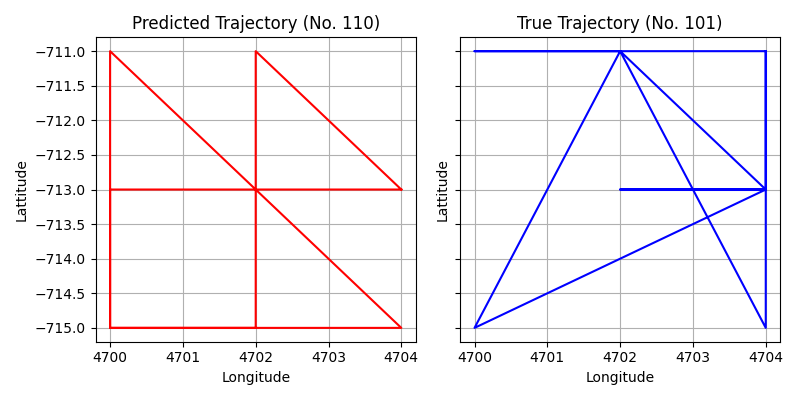 Predicted Trajectory (No. 110)
−711.0
−711.5
−712.0
−712.5
−713.0
−713.5
−714.0
−714.5
−715.0
Lattitude
4700 4701 4702 4703 4704
Longitude
True Trajectory (No. 101)
Lattitude
4700 4701 4702 4703 4704
Longitude